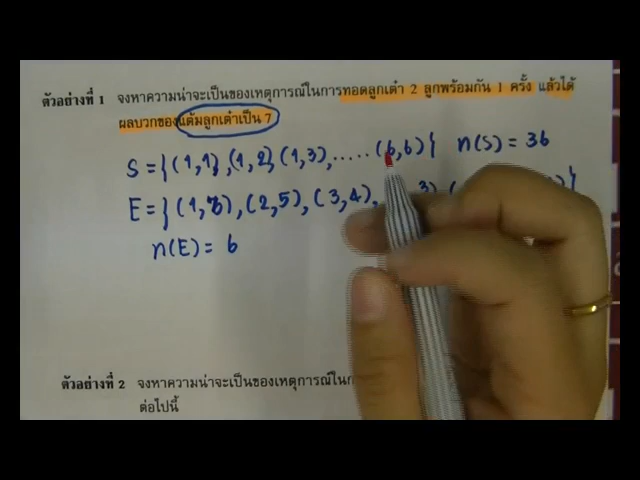 ตัวอย่างที่ 1 จงหาความน่าจะเป็นของเหตุการณ์ในการทอดลูกเต๋า 2 ลูกพร้อมกัน 1 ครั้ง แล้วได้
ผลบวกของแต้มลูกเต๋าเป็น 7
S = {(1,1), (1,2), (1,3), ..... (6,6)} n(S) = 36
E = {(1,6), (2,5), (3,4), 3), ( }
n(E) = 6
ตัวอย่างที่ 2 จงหาความน่าจะเป็นของเหตุการณ์ใน
ต่อไปนี้